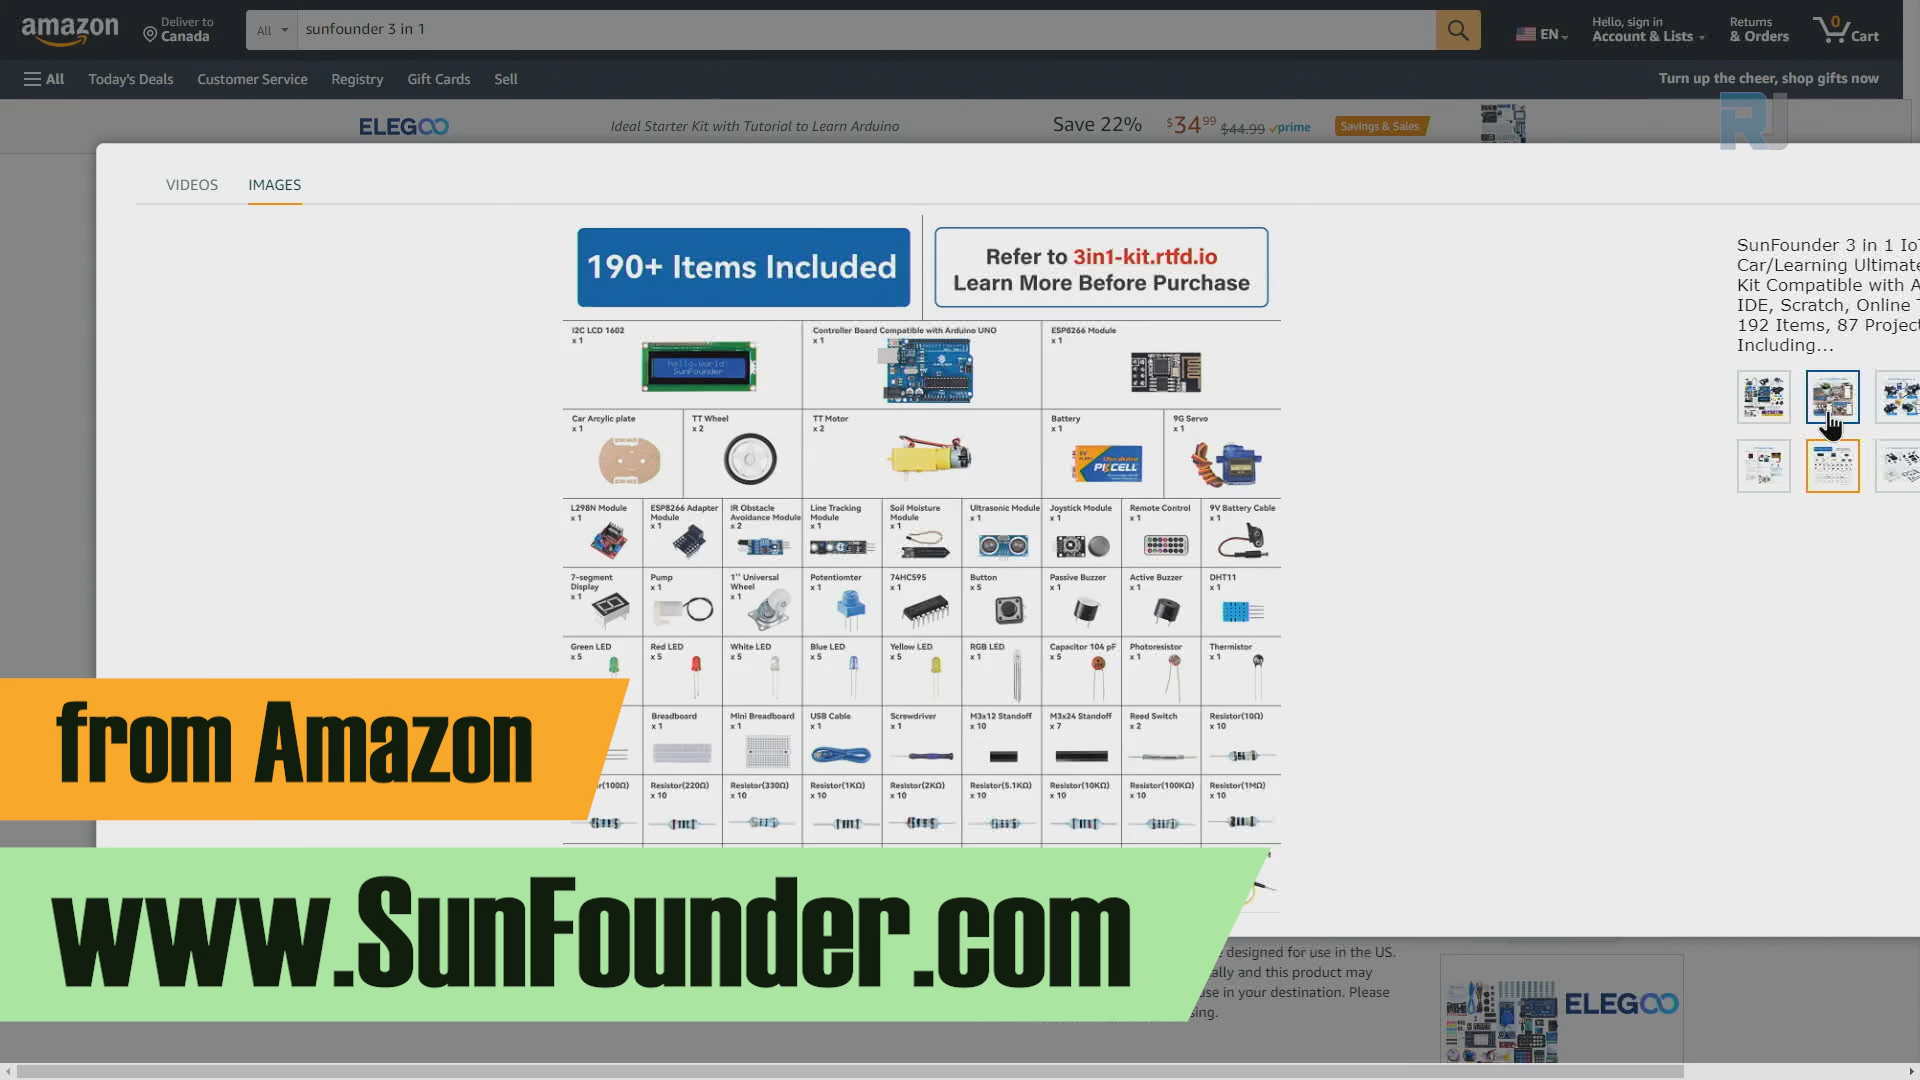 amazon
Deliver to
Canada
All
sunfounder 3 in 1
EN
Hello, sign in
Account & Lists
Returns
& Orders
0
Cart
All
Today's Deals
Customer Service
Registry
Gift Cards
Sell
Turn up the cheer, shop gifts now
ELEGOO
Ideal Starter Kit with Tutorial to Learn Arduino
Save 22%
$34.99
$44.99
prime
Savings & Sales
RJ
VIDEOS
IMAGES
190+ Items Included
Refer to 3in1-kit.rtfd.io
Learn More Before Purchase
SunFounder 3 in 1 Io
Car/Learning Ultimate
Kit Compatible with A
IDE, Scratch, Online
192 Items, 87 Project
Including...
I2C LCD 1602
x 1
Hello,world!
SunFounder
Controller Board Compatible with Arduino UNO
x 1
ESP8266 Module
x 1
Car Arcylic plate
x 1
TT Wheel
x 2
TT Motor
x 2
Battery
x 1
PKCELL
9G Servo
x 1
L298N Module
x 1
ESP8266 Adapter
Module
x 1
IR Obstacle
Avoidance Module
x 2
Line Tracking
Module
x 1
Soil Moisture
Module
x 1
Ultrasonic Module
x 1
Joystick Module
x 1
Remote Control
x 1
9V Battery Cable
x 1
7-segment
Display
x 1
Pump
x 1
1'' Universal
Wheel
x 1
Potentiomter
x 1
74HC595
x 1
Button
x 5
Passive Buzzer
x 1
Active Buzzer
x 1
DHT11
x 1
Green LED
x 5
Red LED
x 5
White LED
x 5
Blue LED
x 5
Yellow LED
x 5
RGB LED
x 1
Capacitor 104 pF
x 5
Photoresistor
x 1
Thermistor
x 1
Breadboard
x 1
Mini Breadboard
x 1
USB Cable
x 1
Screwdriver
x 1
M3x12 Standoff
x 10
M3x24 Standoff
x 7
Reed Switch
x 2
Resistor(10Ω)
x 10
r(100Ω)
Resistor(220Ω)
x 10
Resistor(330Ω)
x 10
Resistor(1KΩ)
x 10
Resistor(2KΩ)
x 10
Resistor(5.1KΩ)
x 10
Resistor(10KΩ)
x 10
Resistor(100KΩ)
x 10
Resistor(1MΩ)
x 10
from Amazon
www.SunFounder.com
designed for use in the US.
ally and this product may
use in your destination. Please
sing.
ELEGOO